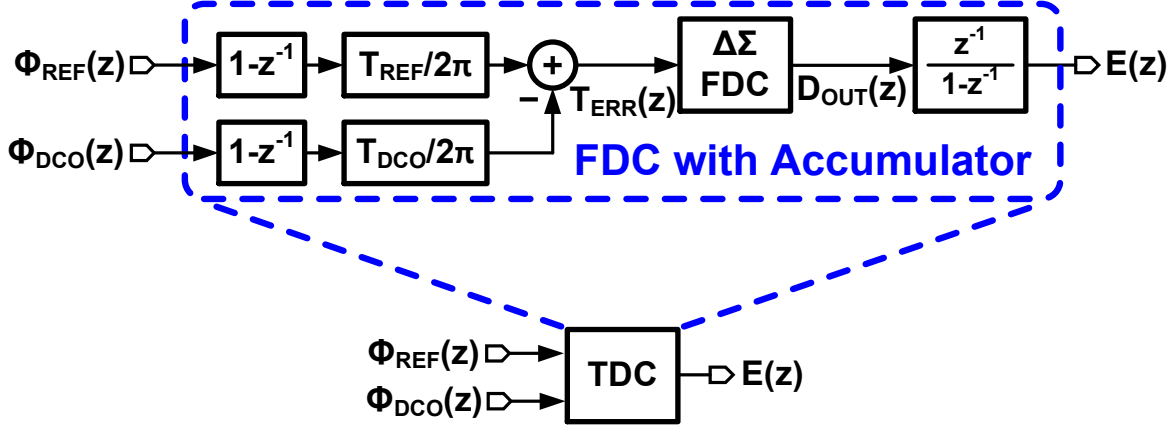 Φ_REF(z) 1-z⁻¹ T_REF/2π + ΔΣ FDC z⁻¹ / 1-z⁻¹ E(z)
− T_ERR(z) D_OUT(z)
Φ_DCO(z) 1-z⁻¹ T_DCO/2π
FDC with Accumulator
Φ_REF(z)
TDC E(z)
Φ_DCO(z)